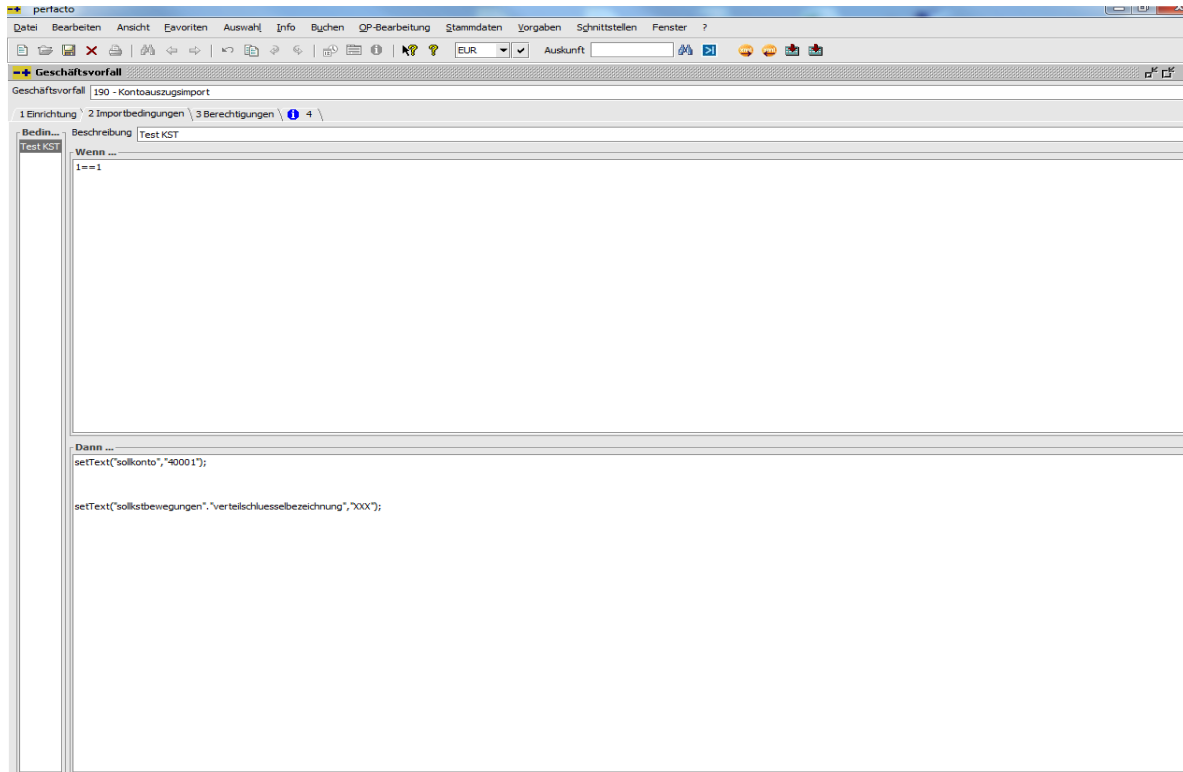 perfacto
Datei Bearbeiten Ansicht Favoriten Auswahl Info Buchen OP-Bearbeitung Stammdaten Vorgaben Schnittstellen Fenster ?
EUR Auskunft
Geschäftsvorfall
Geschäftsvorfall 190 - Kontoauszugsimport
1 Einrichtung 2 Importbedingungen 3 Berechtigungen 4
Bedin... Beschreibung Test KST
Test KST
Wenn ...
1==1
Dann ...
setText("sollkonto","40001");
setText("sollkstbewegungen"."verteilschluesselbezeichnung","XXX");